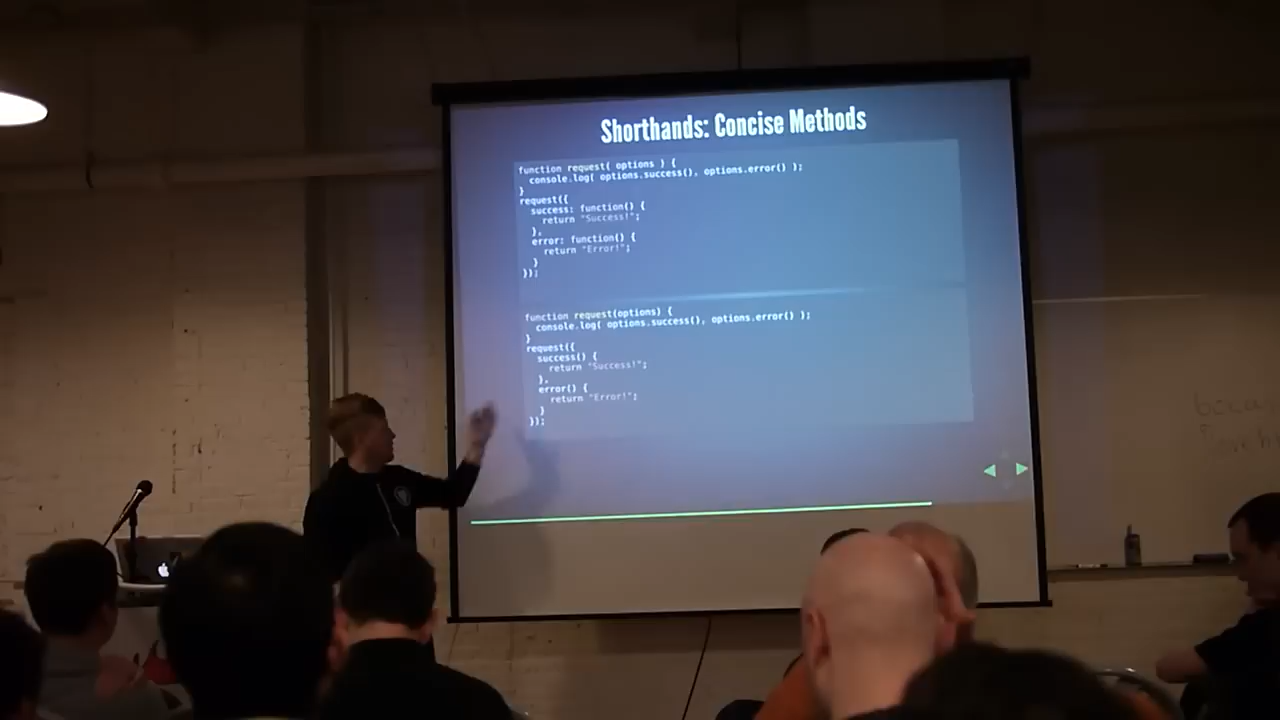 Shorthands: Concise Methods
function request( options ) {
  console.log( options.success(), options.error() );
}
request({
  success: function() {
    return "Success!";
  },
  error: function() {
    return "Error!";
  }
});
function request(options) {
  console.log( options.success(), options.error() );
}
request({
  success() {
    return "Success!";
  },
  error() {
    return "Error!";
  }
});